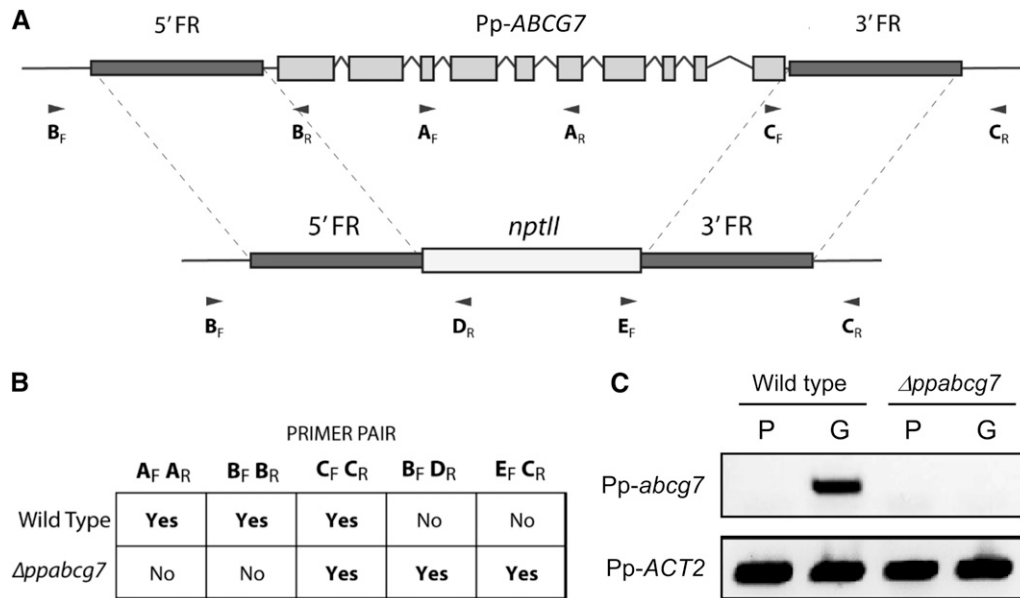 A
5' FR Pp-ABCG7 3' FR
BF BR AF AR CF CR
5' FR nptII 3' FR
BF DR EF CR
B
PRIMER PAIR
AF AR BF BR CF CR BF DR EF CR
Wild Type Yes Yes Yes No No
Δppabcg7 No No Yes Yes Yes
C
Wild type Δppabcg7
P G P G
Pp-abcg7
Pp-ACT2